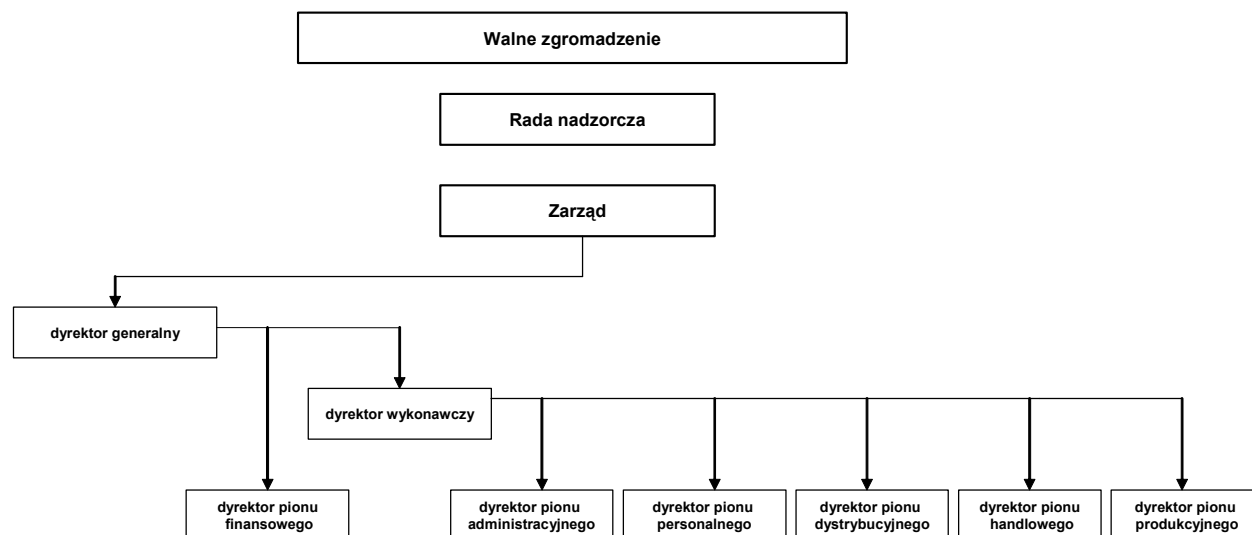 Walne zgromadzenie
Rada nadzorcza
Zarząd
dyrektor generalny
dyrektor wykonawczy
dyrektor pionu
finansowego
dyrektor pionu
administracyjnego
dyrektor pionu
personalnego
dyrektor pionu
dystrybucyjnego
dyrektor pionu
handlowego
dyrektor pionu
produkcyjnego